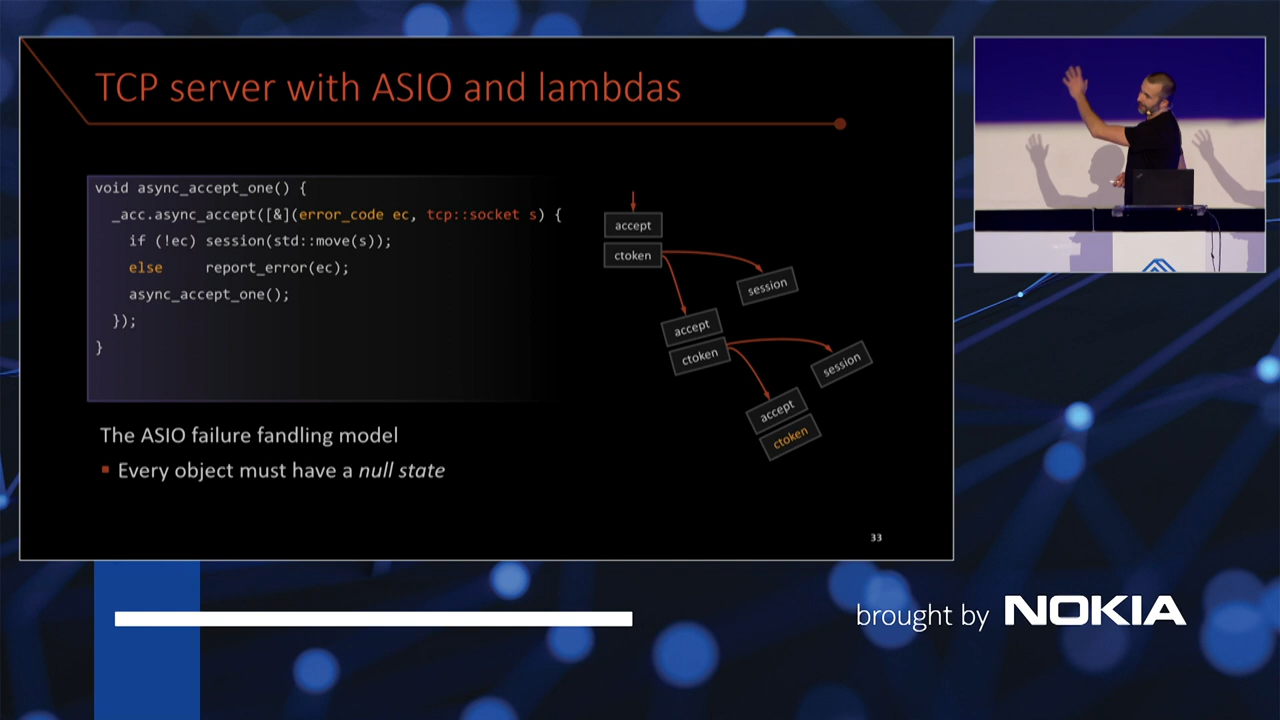 TCP server with ASIO and lambdas
void async_accept_one() {
_acc.async_accept([&](error_code ec, tcp::socket s) {
if (!ec) session(std::move(s));
else     report_error(ec);
async_accept_one();
});
}
accept
ctoken
session
accept
ctoken
session
accept
ctoken
The ASIO failure fandling model
▪ Every object must have a null state
33
brought by NOKIA